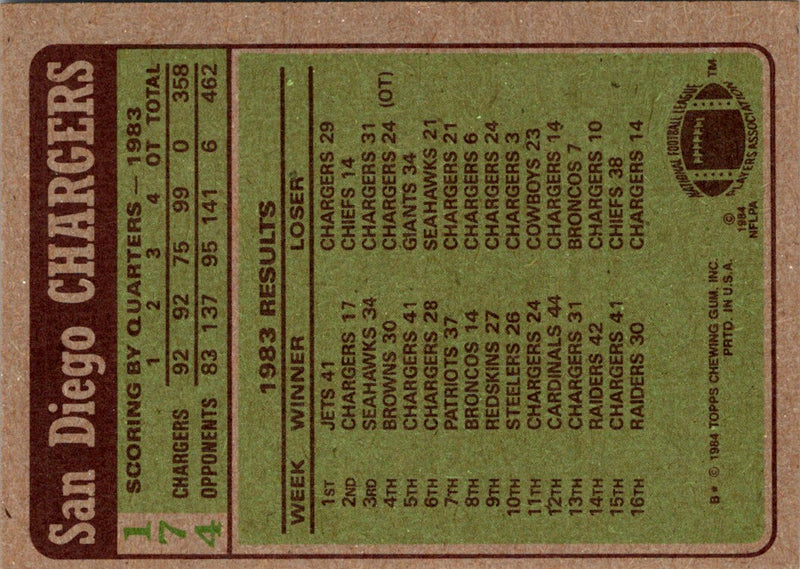 San Diego CHARGERS
174
SCORING BY QUARTERS — 1983
1 2 3 4 OT TOTAL
CHARGERS 92 92 75 99 0 358
OPPONENTS 83 137 95 141 6 462
1983 RESULTS
WEEK WINNER LOSER
1ST JETS 41 CHARGERS 29
2ND CHARGERS 17 CHIEFS 14
3RD SEAHAWKS 34 CHARGERS 31
4TH BROWNS 30 CHARGERS 24 (OT)
5TH CHARGERS 41 GIANTS 34
6TH CHARGERS 28 SEAHAWKS 21
7TH PATRIOTS 37 CHARGERS 21
8TH BRONCOS 14 CHARGERS 6
9TH REDSKINS 27 CHARGERS 24
10TH STEELERS 26 CHARGERS 3
11TH CHARGERS 24 COWBOYS 23
12TH CARDINALS 44 CHARGERS 14
13TH CHARGERS 31 BRONCOS 7
14TH RAIDERS 42 CHARGERS 10
15TH CHARGERS 41 CHIEFS 38
16TH RAIDERS 30 CHARGERS 14
B* © 1984 TOPPS CHEWING GUM, INC.
PRTD. IN U.S.A.
NATIONAL FOOTBALL LEAGUE
PLAYERS ASSOCIATION
TM
©
1984
NFLPA